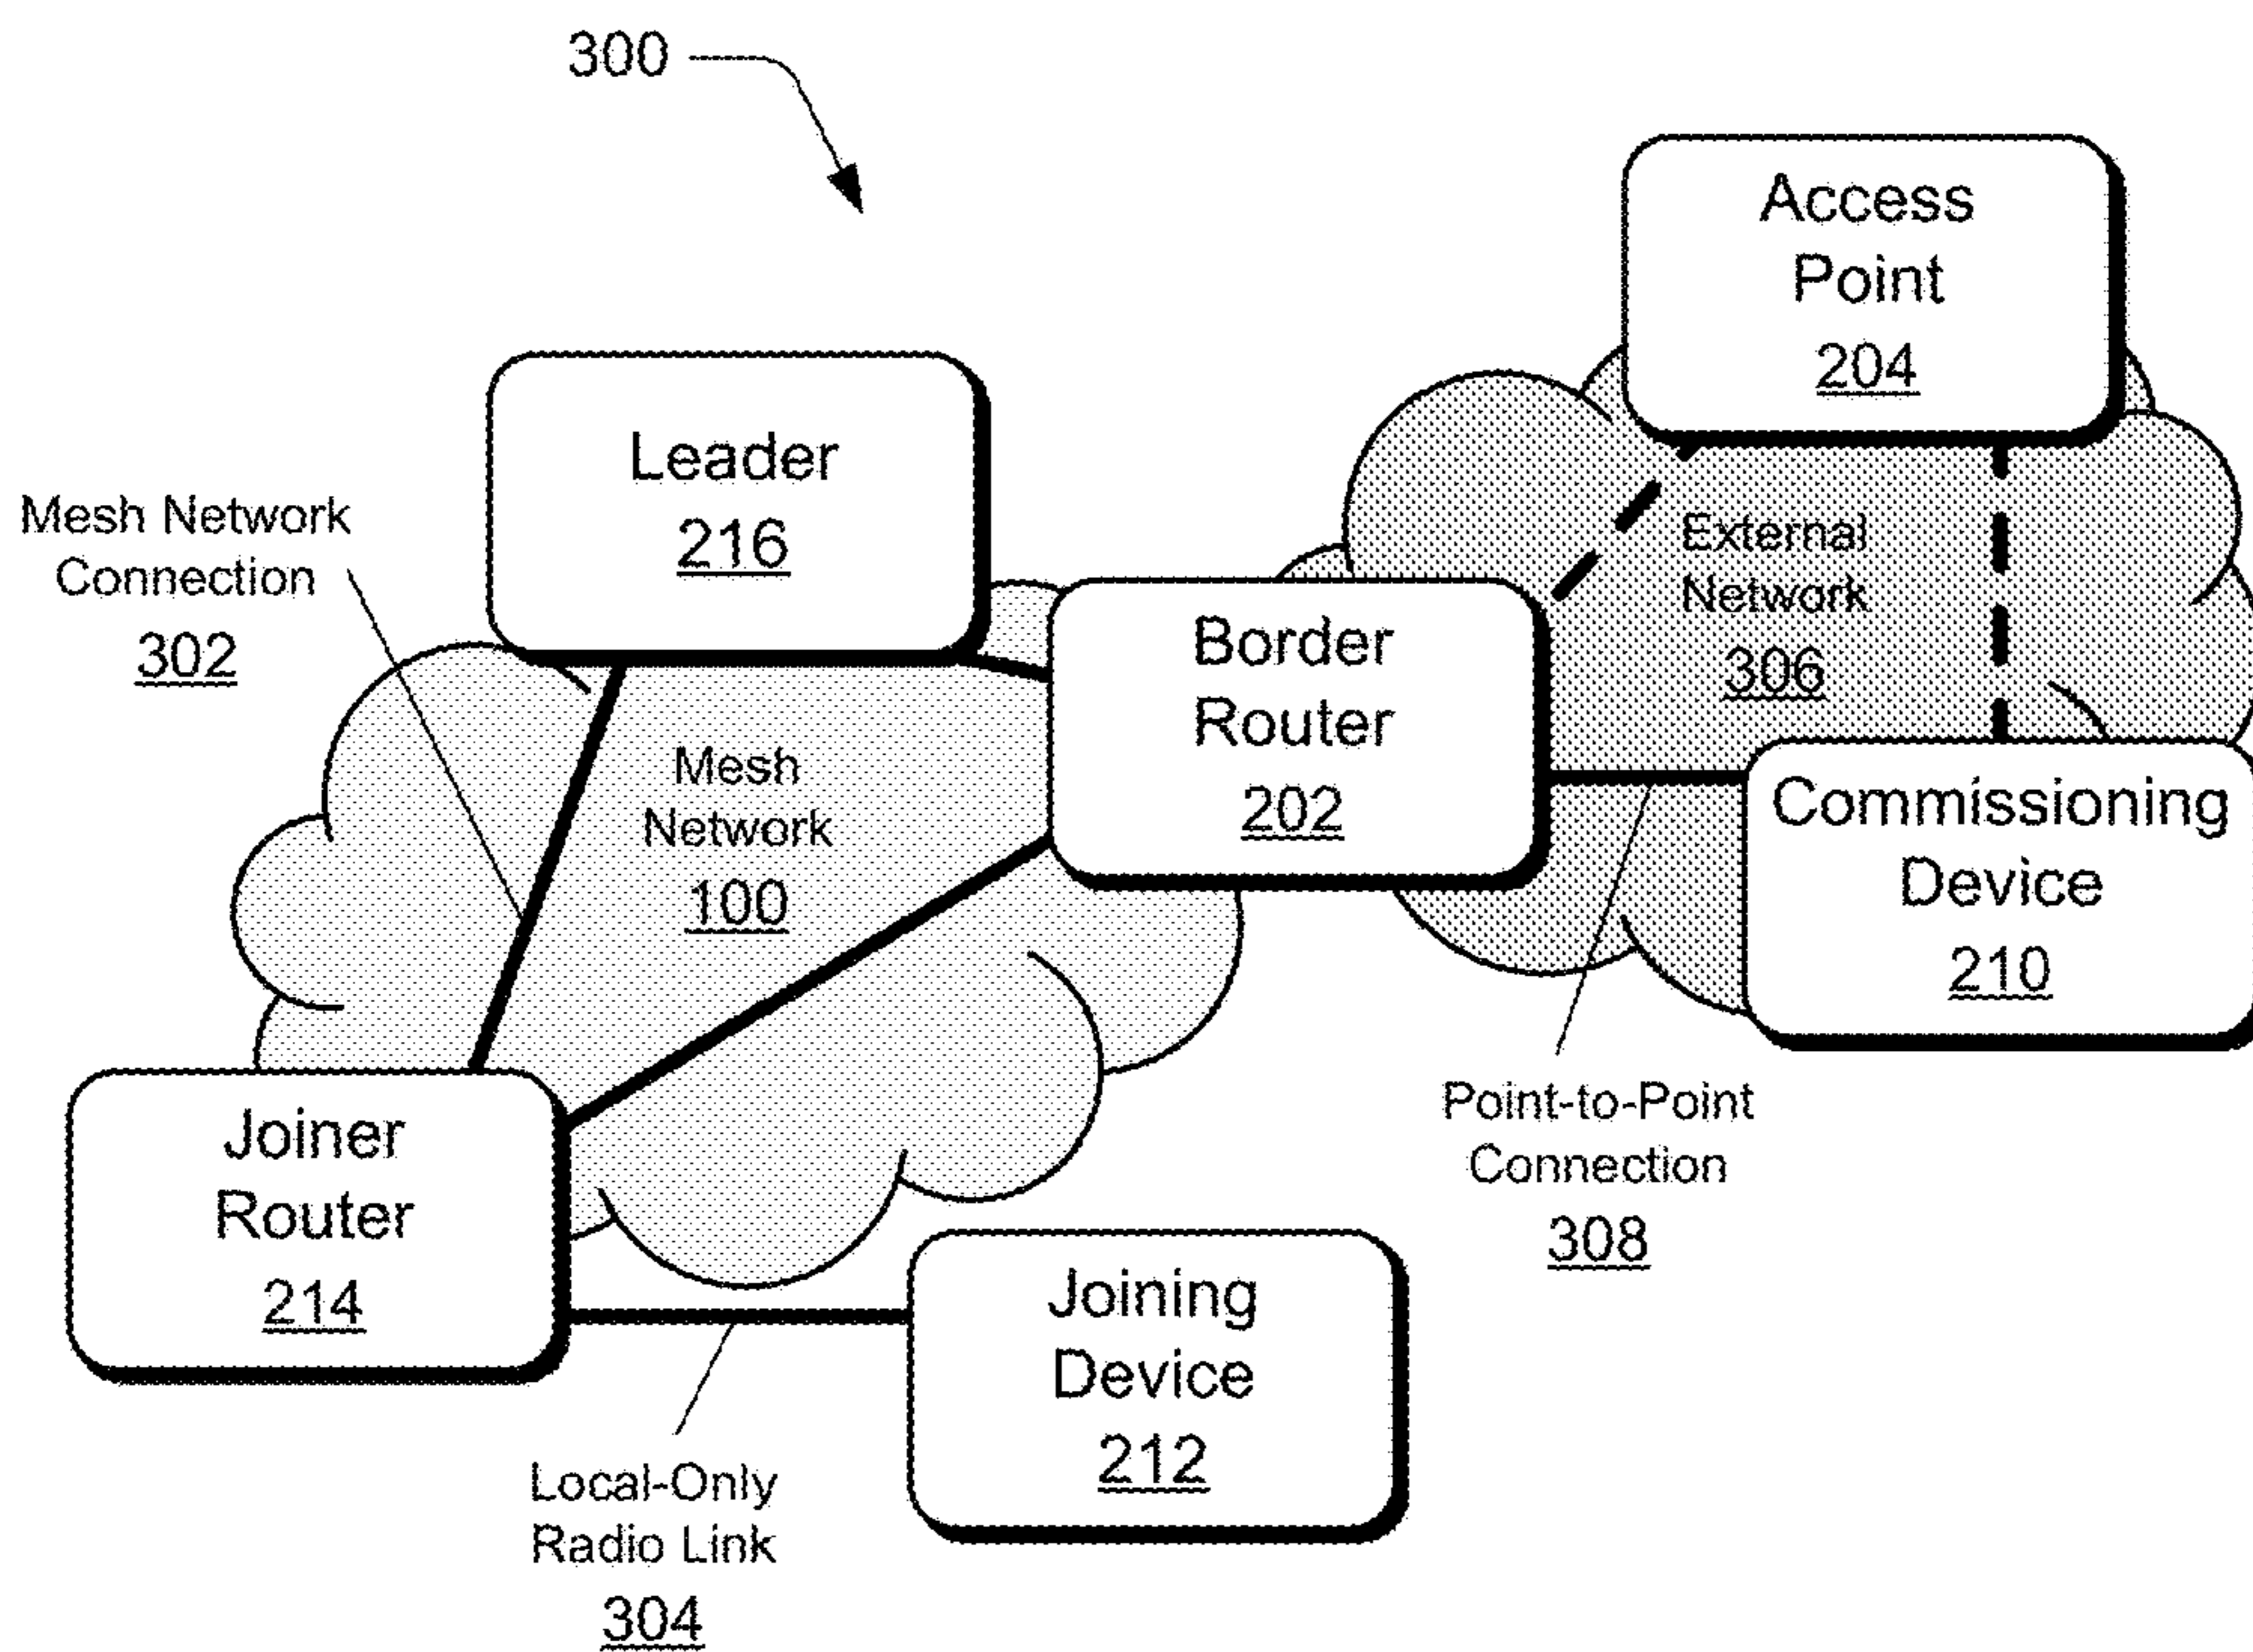 300
Access
Point
204
Leader
216
Mesh Network
Connection
302
External
Network
306
Border
Router
202
Mesh
Network
100
Commissioning
Device
210
Point-to-Point
Connection
308
Joiner
Router
214
Joining
Device
212
Local-Only
Radio Link
304